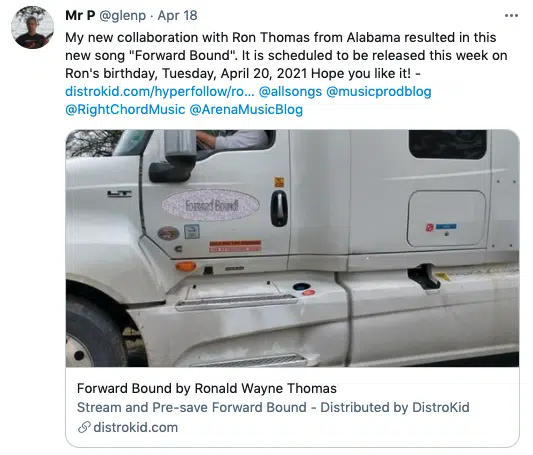 Mr P @glenp · Apr 18
My new collaboration with Ron Thomas from Alabama resulted in this
new song "Forward Bound". It is scheduled to be released this week on
Ron's birthday, Tuesday, April 20, 2021 Hope you like it! -
distrokid.com/hyperfollow/ro... @allsongs @musicprodblog
@RightChordMusic @ArenaMusicBlog
LT
Forward Bound!
Forward Bound by Ronald Wayne Thomas
Stream and Pre-save Forward Bound - Distributed by DistroKid
distrokid.com